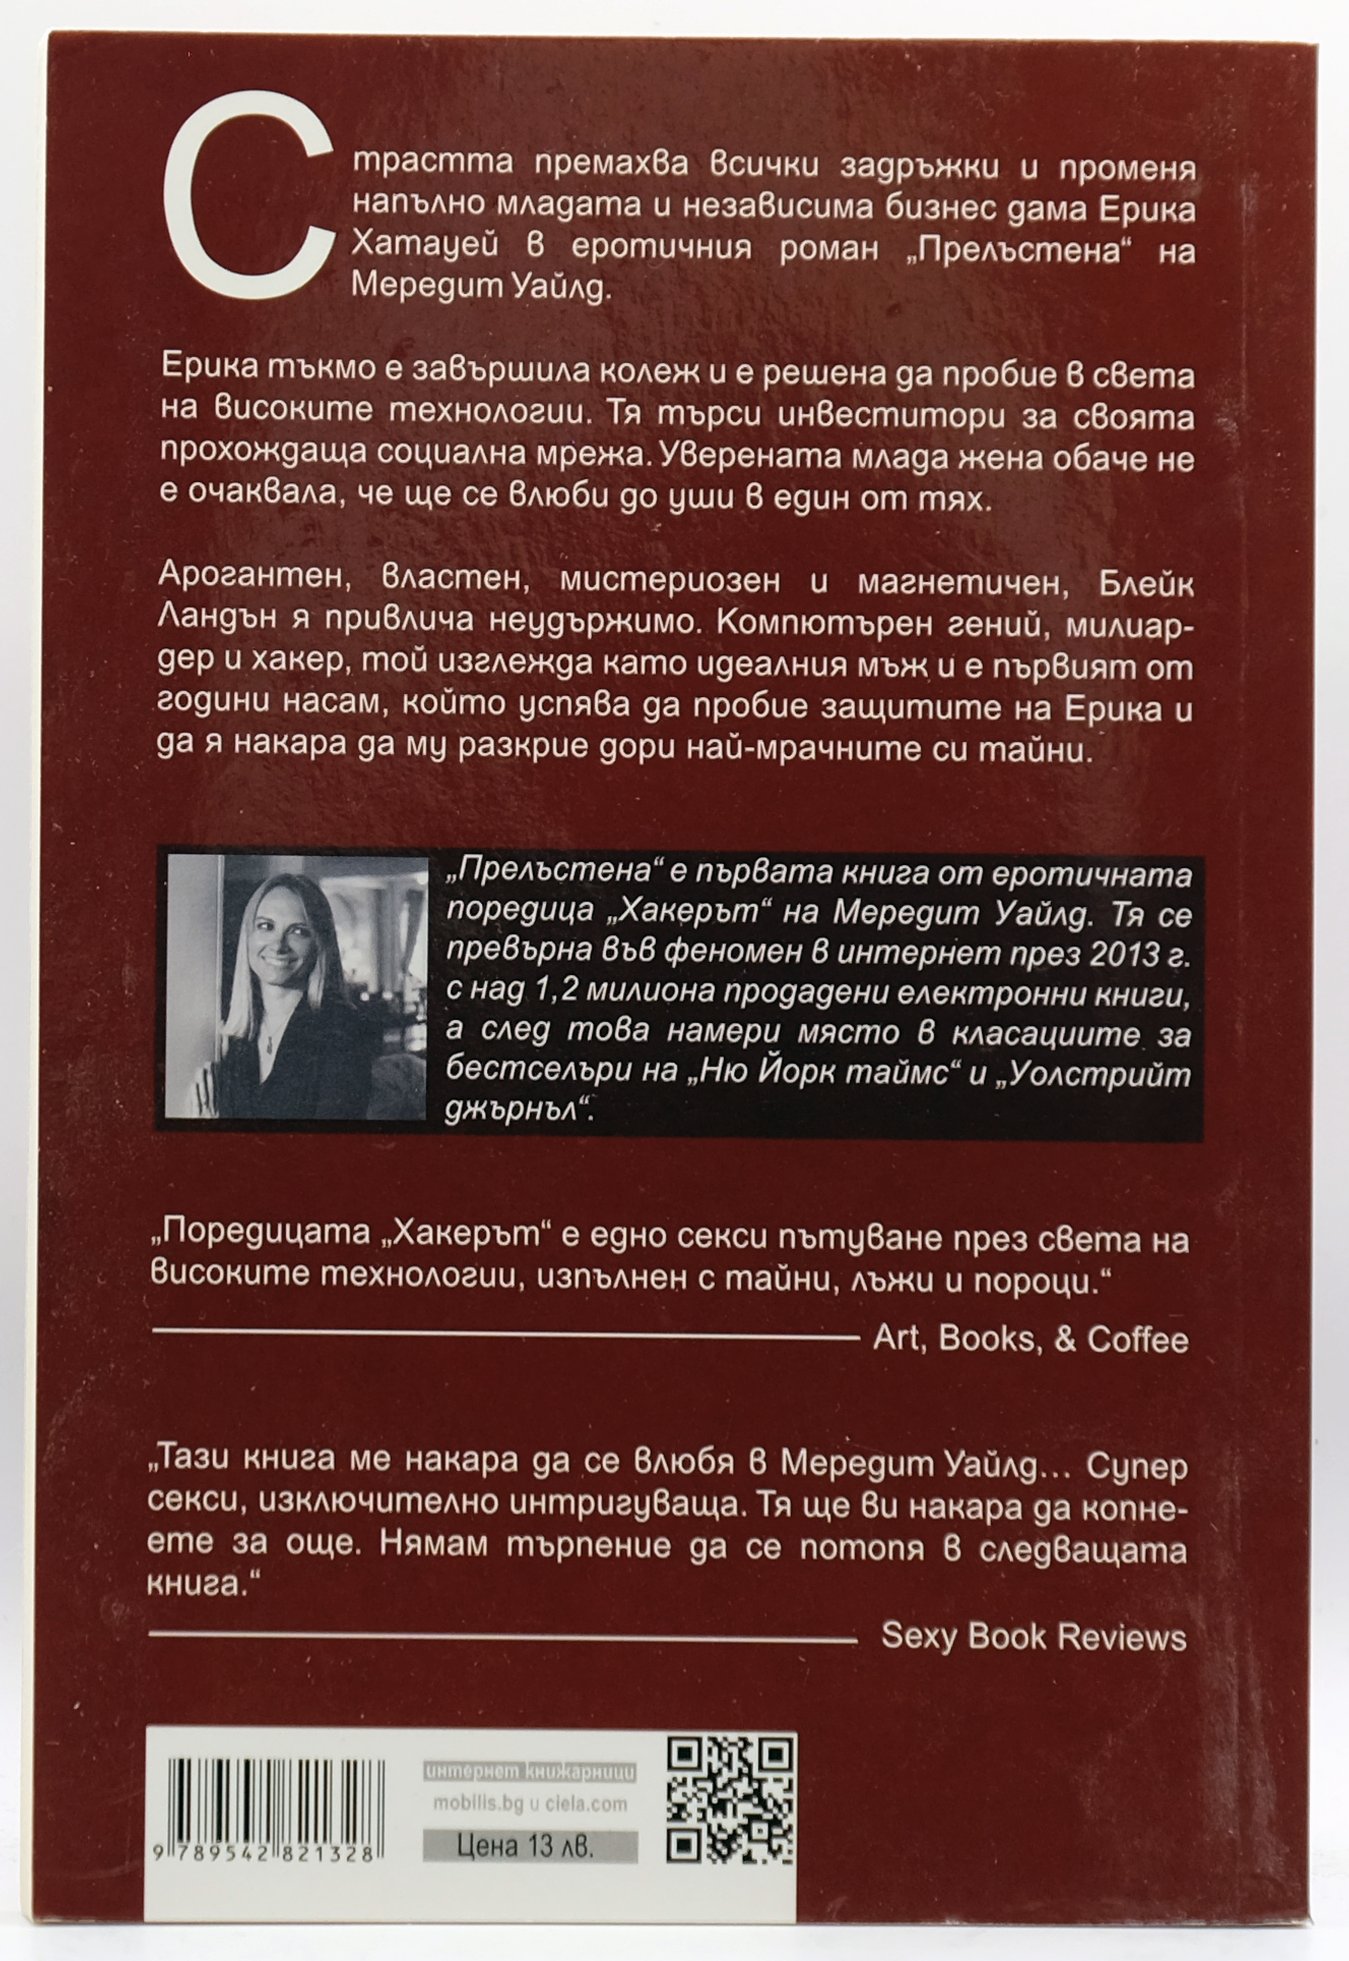 Страстта премахва всички задръжки и променя
напълно младата и независима бизнес дама Ерика
Хатауей в еротичния роман „Прелъстена“ на
Мередит Уайлд.
Ерика тъкмо е завършила колеж и е решена да пробие в света
на високите технологии. Тя търси инвеститори за своята
прохождаща социална мрежа. Уверената млада жена обаче не
е очаквала, че ще се влюби до уши в един от тях.
Арогантен, властен, мистериозен и магнетичен, Блейк
Ландън я привлича неудържимо. Компютърен гений, милиар-
дер и хакер, той изглежда като идеалния мъж и е първият от
години насам, който успява да пробие защитите на Ерика и
да я накара да му разкрие дори най-мрачните си тайни.
„Прелъстена“ е първата книга от еротичната
поредица „Хакерът“ на Мередит Уайлд. Тя се
превърна във феномен в интернет през 2013 г.
с над 1,2 милиона продадени електронни книги,
а след това намери място в класациите за
бестселъри на „Ню Йорк таймс“ и „Уолстрийт
джърнъл“.
„Поредицата „Хакерът“ е едно секси пътуване през света на
високите технологии, изпълнен с тайни, лъжи и пороци.“
Art, Books, & Coffee
„Тази книга ме накара да се влюбя в Мередит Уайлд... Супер
секси, изключително интригуваща. Тя ще ви накара да копне-
ете за още. Нямам търпение да се потопя в следващата
книга.“
Sexy Book Reviews
интернет книжарници
mobilis.bg и ciela.com
Цена 13 лв.
9 789542 821328